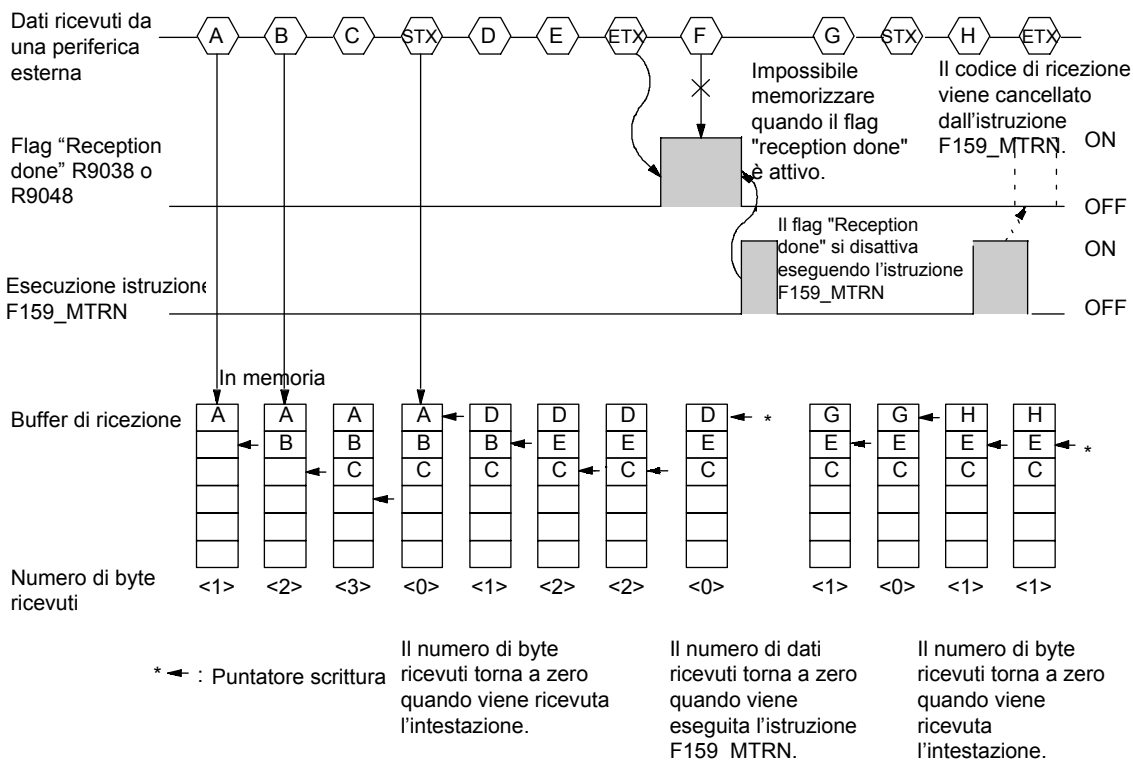 Dati ricevuti da
una periferica
esterna
A B C STX D E ETX F G STX H ETX
Impossibile
memorizzare
quando il flag
"reception done"
è attivo.
Il codice di ricezione
viene cancellato
dall'istruzione
F159_MTRN.
Flag "Reception
done" R9038 o
R9048
ON
OFF
Il flag "Reception
done" si disattiva
eseguendo l'istruzione
F159_MTRN
Esecuzione istruzione
F159_MTRN
ON
OFF
In memoria
Buffer di ricezione
A A A A D D D D * G G H H
B B B B E E E E E E E *
C C C C C C C C C C
Numero di byte
ricevuti
<1> <2> <3> <0> <1> <2> <2> <0> <1> <0> <1> <1>
* : Puntatore scrittura
Il numero di byte
ricevuti torna a zero
quando viene ricevuta
l'intestazione.
Il numero di dati
ricevuti torna a zero
quando viene
eseguita l'istruzione
F159_MTRN.
Il numero di byte
ricevuti torna a zero
quando viene
ricevuta
l'intestazione.